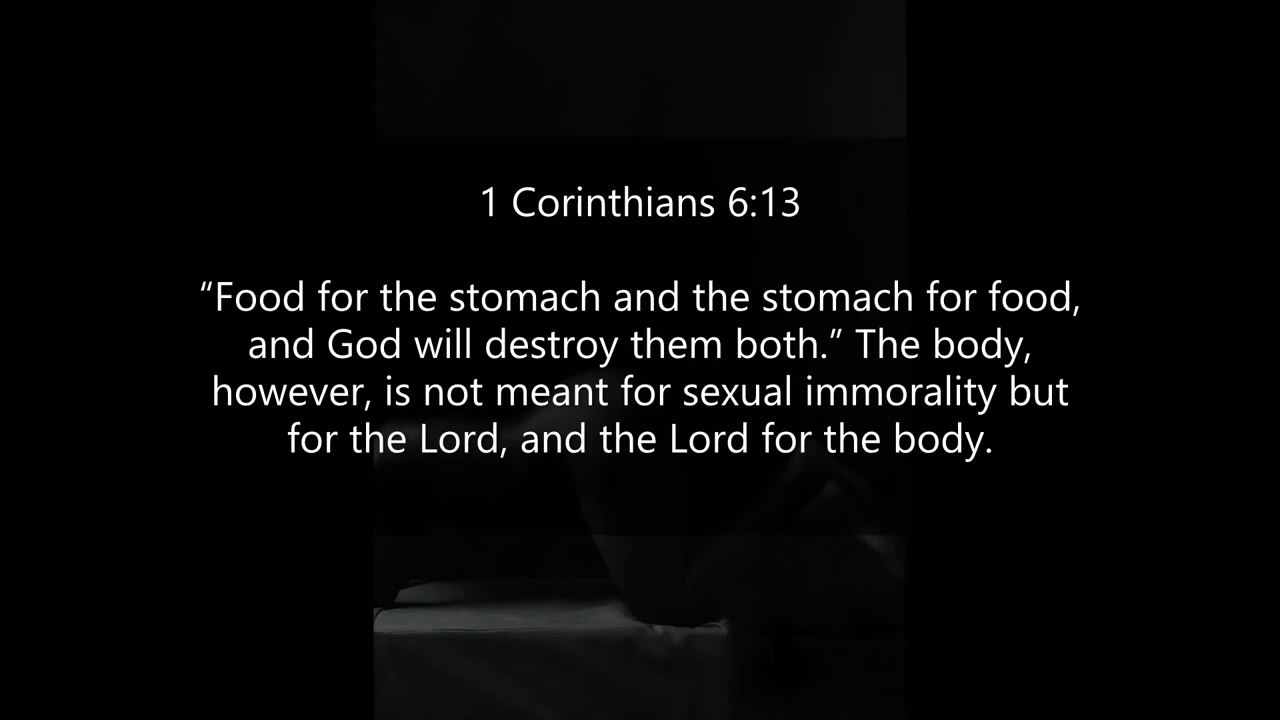 1 Corinthians 6:13
“Food for the stomach and the stomach for food,
and God will destroy them both.” The body,
however, is not meant for sexual immorality but
for the Lord, and the Lord for the body.